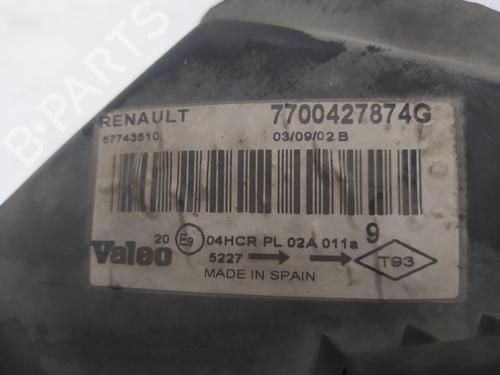 RENAULT 7700427874G
67743610 03/09/02 B
20 E9 04HCR PL 02A 011a 9
Valeo 5227 → → T93
MADE IN SPAIN
B